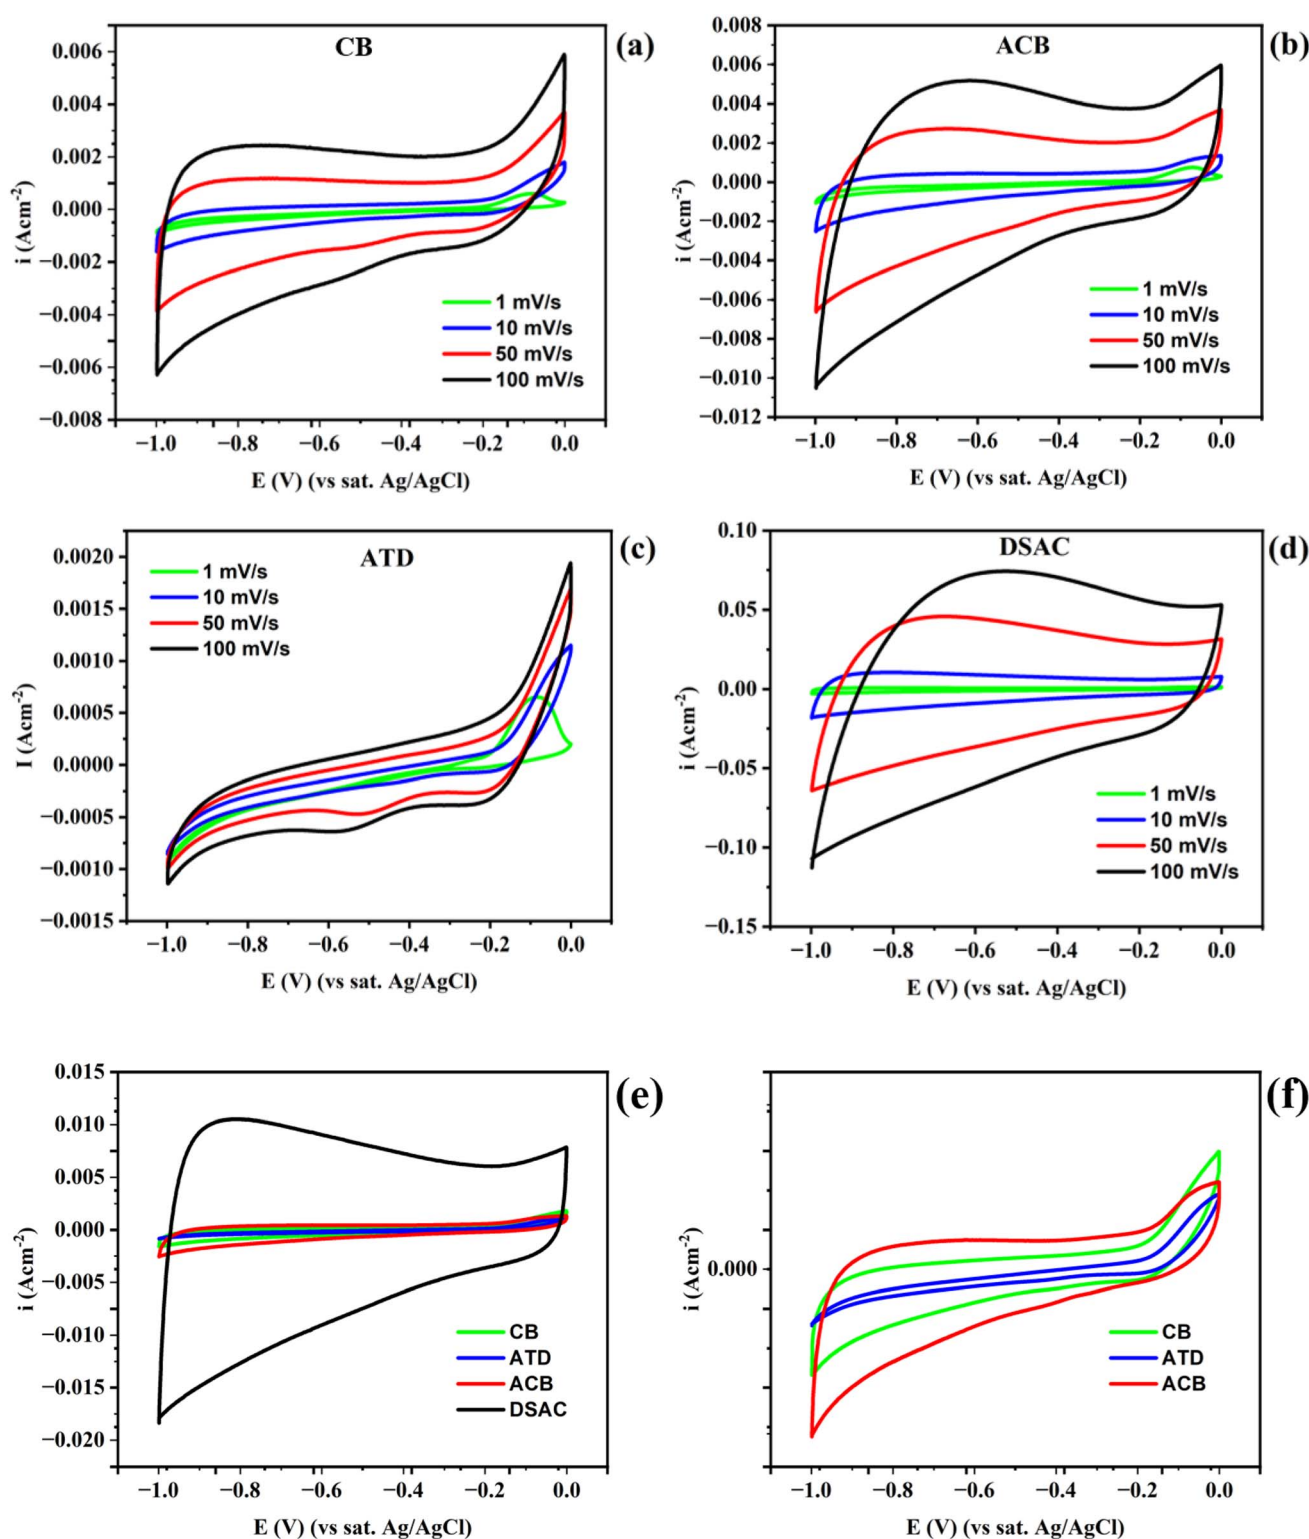 CB
(a)
0.006
0.004
0.002
0.000
−0.002
−0.004
−0.006
−0.008
i (Acm-2)
1 mV/s
10 mV/s
50 mV/s
100 mV/s
−1.0 −0.8 −0.6 −0.4 −0.2 0.0
E (V) (vs sat. Ag/AgCl)
ACB
(b)
0.008
0.006
0.004
0.002
0.000
−0.002
−0.004
−0.006
−0.008
−0.010
−0.012
i (Acm-2)
1 mV/s
10 mV/s
50 mV/s
100 mV/s
−1.0 −0.8 −0.6 −0.4 −0.2 0.0
E (V) (vs sat. Ag/AgCl)
ATD
(c)
0.0020
0.0015
0.0010
0.0005
0.0000
−0.0005
−0.0010
−0.0015
I (Acm-2)
1 mV/s
10 mV/s
50 mV/s
100 mV/s
−1.0 −0.8 −0.6 −0.4 −0.2 0.0
E (V) (vs sat. Ag/AgCl)
DSAC
(d)
0.10
0.05
0.00
−0.05
−0.10
−0.15
i (Acm-2)
1 mV/s
10 mV/s
50 mV/s
100 mV/s
−1.0 −0.8 −0.6 −0.4 −0.2 0.0
E (V) (vs sat. Ag/AgCl)
(e)
0.015
0.010
0.005
0.000
−0.005
−0.010
−0.015
−0.020
i (Acm-2)
CB
ATD
ACB
DSAC
−1.0 −0.8 −0.6 −0.4 −0.2 0.0
E (V) (vs sat. Ag/AgCl)
(f)
0.000
i (Acm-2)
CB
ATD
ACB
−1.0 −0.8 −0.6 −0.4 −0.2 0.0
E (V) (vs sat. Ag/AgCl)